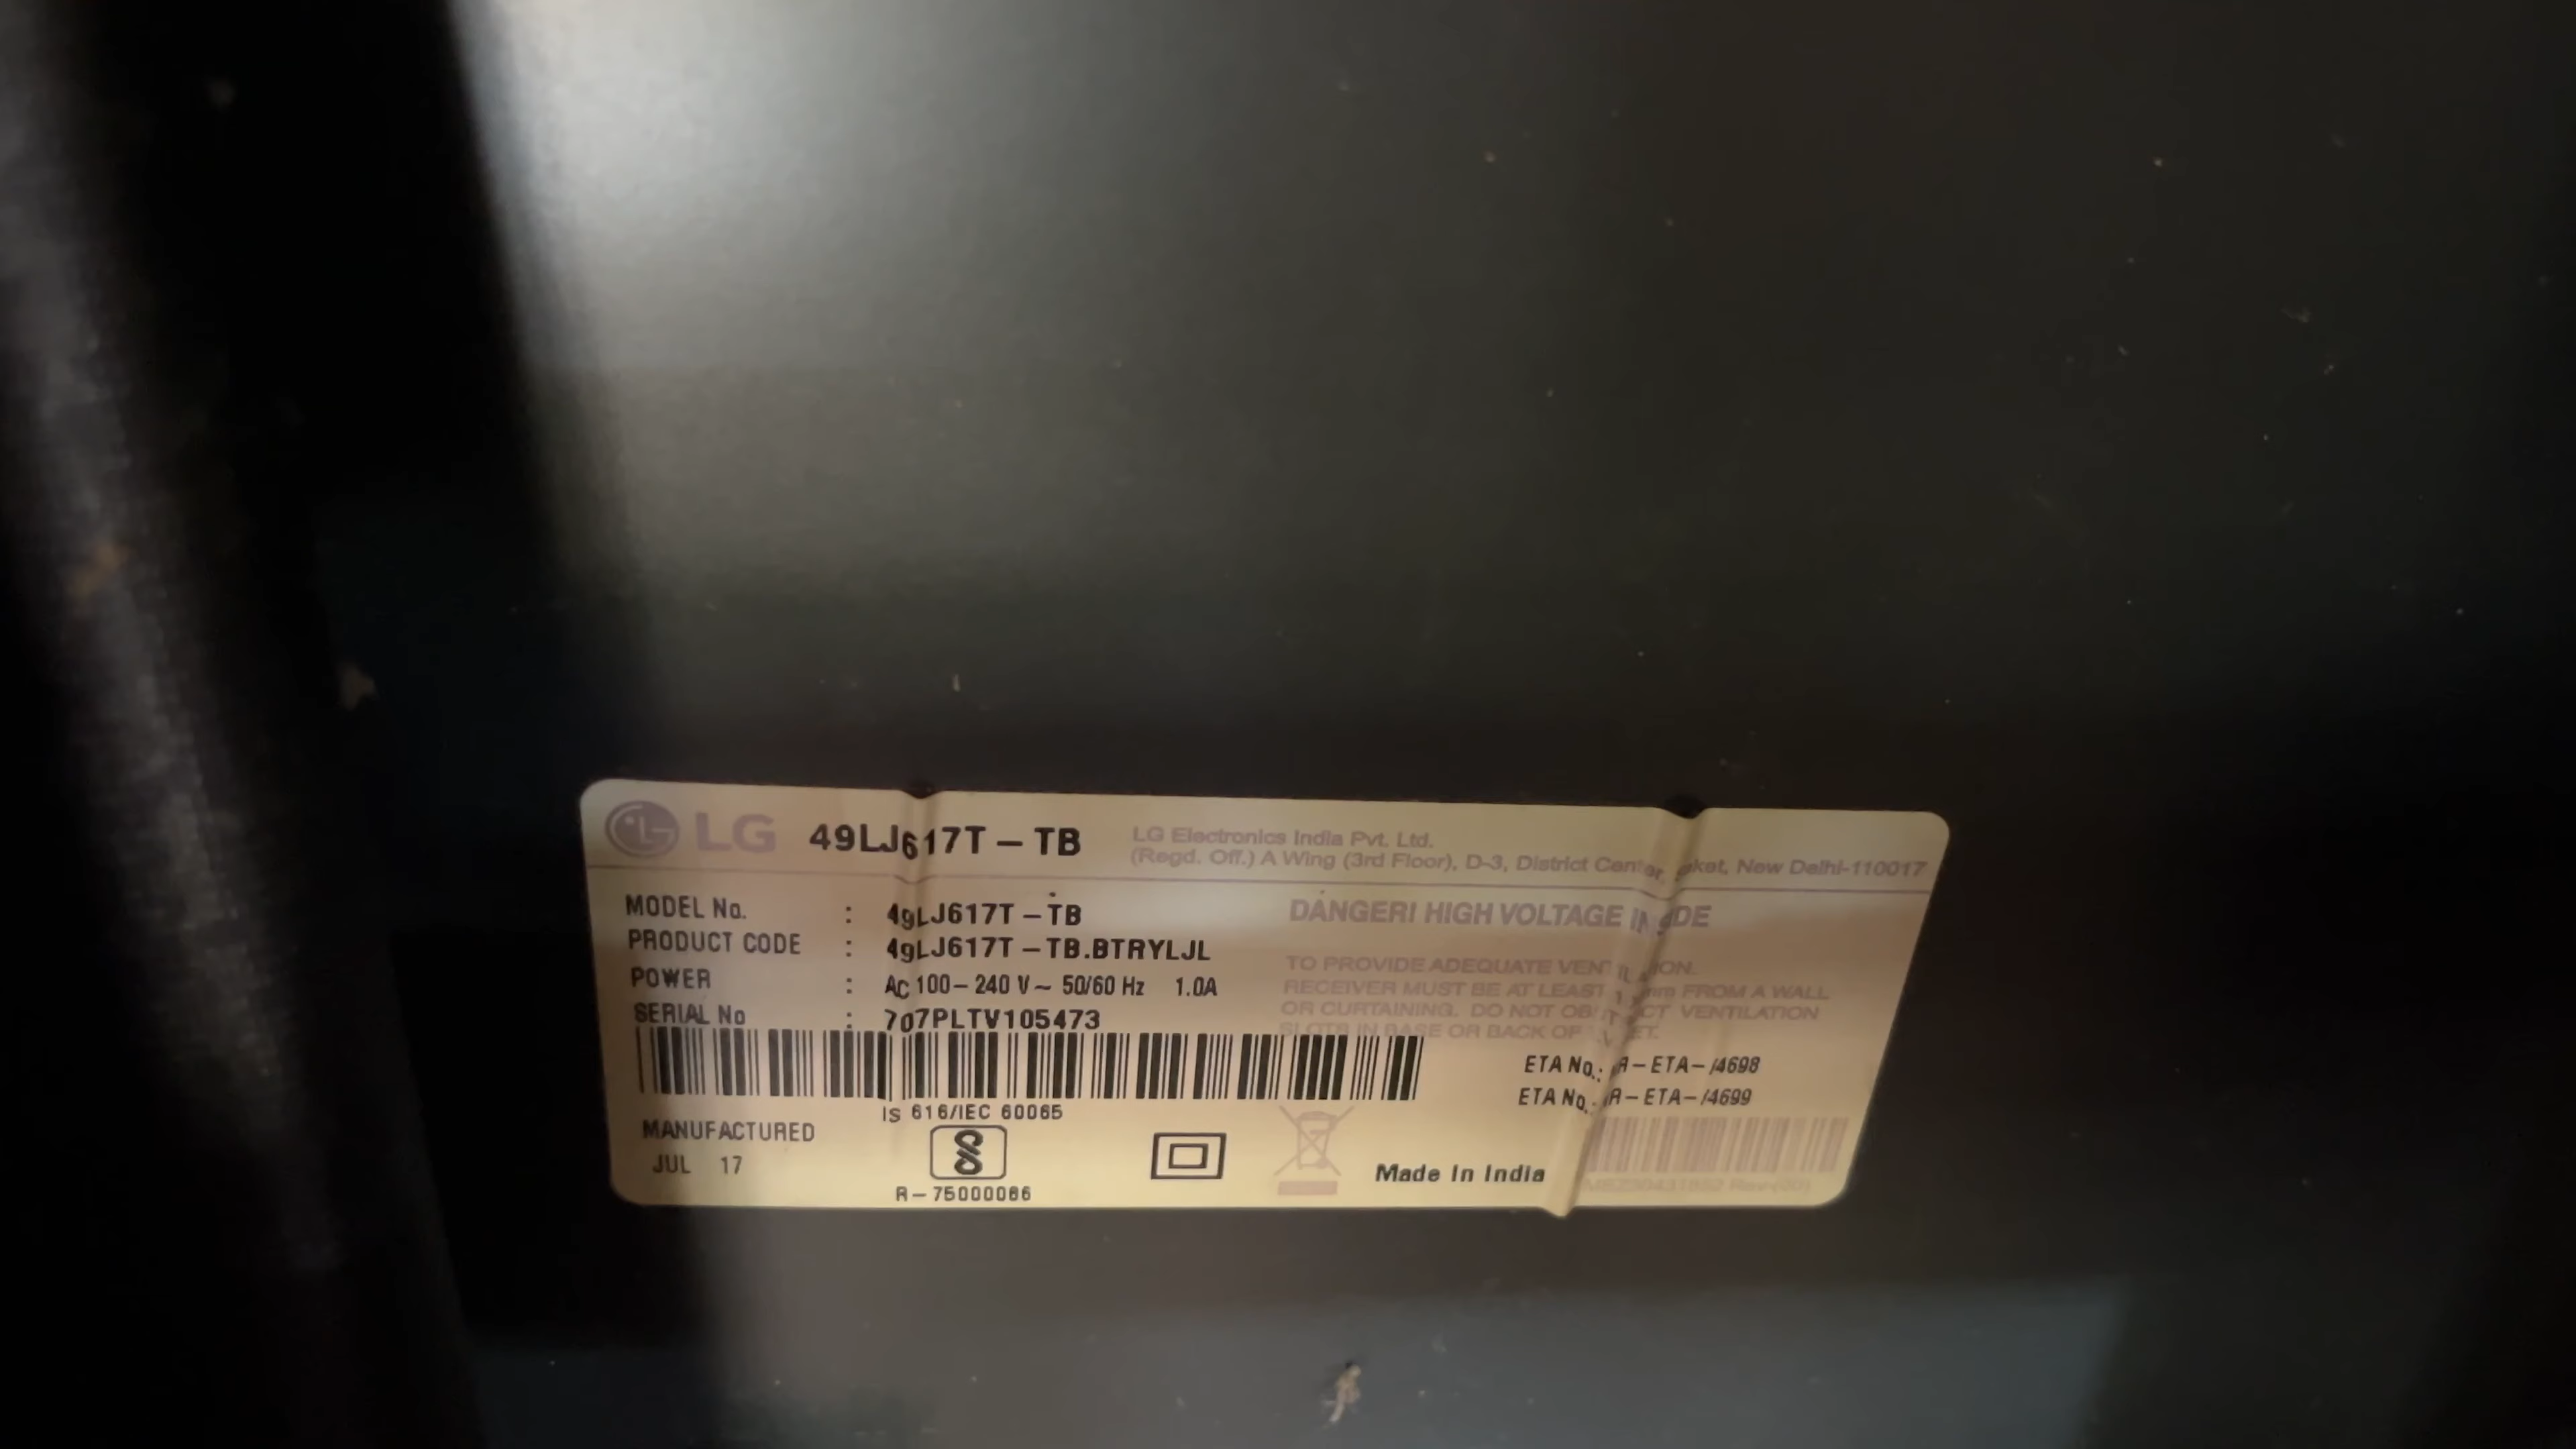 LG 49LJ617T-TB
LG Electronics India Pvt. Ltd.
(Regd. Off.) A Wing (3rd Floor), D-3, District New Delhi-110017
MODEL No. : 49LJ617T-TB
PRODUCT CODE : 49LJ617T-TB.BTRYLJL
POWER : AC 100-240 V~ 50/60 Hz 1.0A
SERIAL No : 707PLTV105473
DANGER! HIGH VOLTAGE
TO PROVIDE ADEQUATE
RECEIVER MUST BE AT LEAST FROM A WALL
OR CURTAINING. DO NOT VENTILATION
SLOTS IN BASE OR BACK OF
ETA No.: R-ETA-/4698
ETA No.: R-ETA-/4699
IS 616/IEC 60065
MANUFACTURED
JUL 17
R-75000086
Made In India